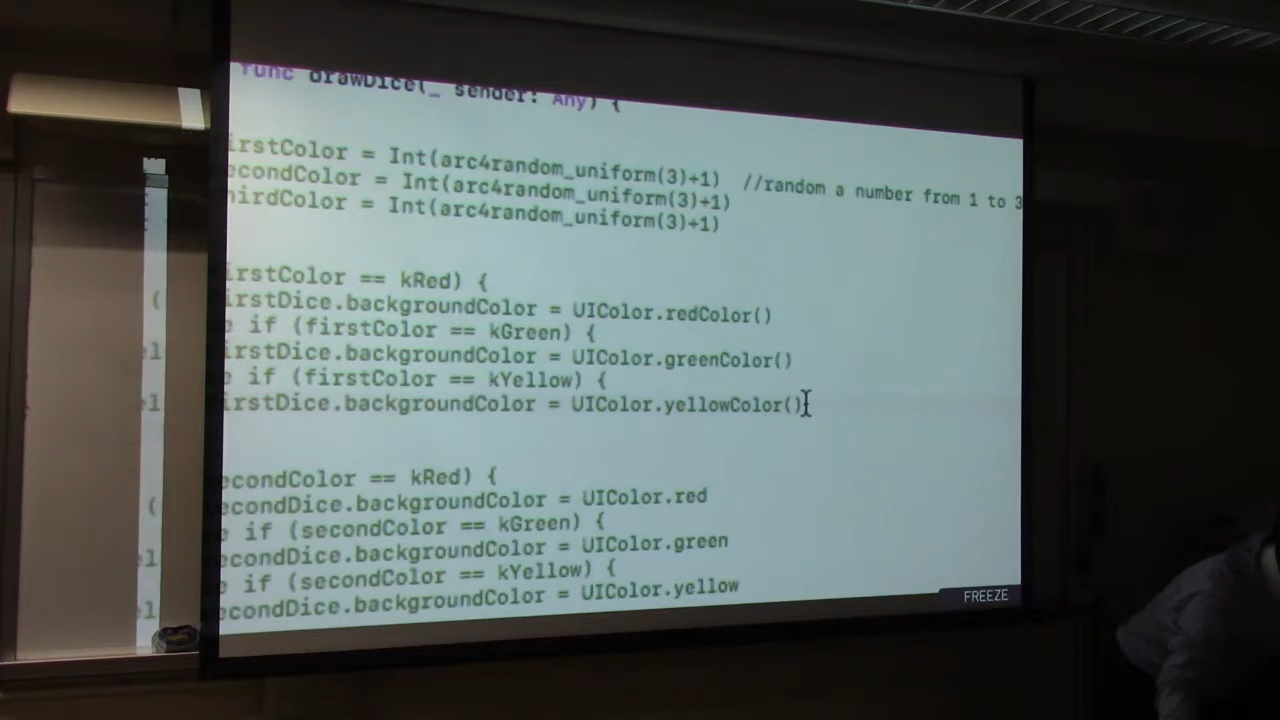 func drawDice(_ sender: Any) {
irstColor = Int(arc4random_uniform(3)+1) //random a number from 1 to 3
econdColor = Int(arc4random_uniform(3)+1)
hirdColor = Int(arc4random_uniform(3)+1)
irstColor == kRed) {
irstDice.backgroundColor = UIColor.redColor()
e if (firstColor == kGreen) {
irstDice.backgroundColor = UIColor.greenColor()
e if (firstColor == kYellow) {
irstDice.backgroundColor = UIColor.yellowColor()
econdColor == kRed) {
econdDice.backgroundColor = UIColor.red
e if (secondColor == kGreen) {
econdDice.backgroundColor = UIColor.green
e if (secondColor == kYellow) {
econdDice.backgroundColor = UIColor.yellow
FREEZE